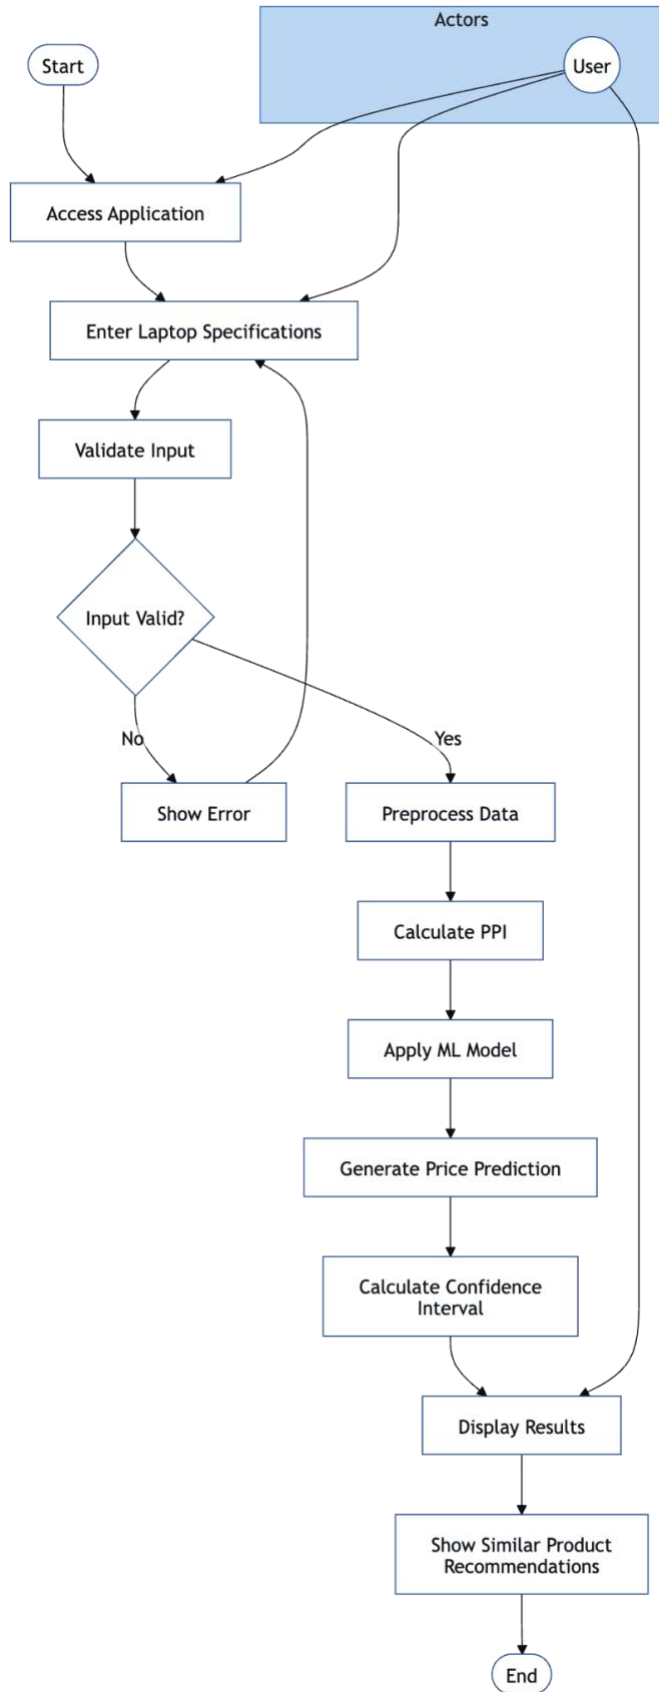 Actors
Start
User
Access Application
Enter Laptop Specifications
Validate Input
Input Valid?
No
Yes
Show Error
Preprocess Data
Calculate PPI
Apply ML Model
Generate Price Prediction
Calculate Confidence
Interval
Display Results
Show Similar Product
Recommendations
End